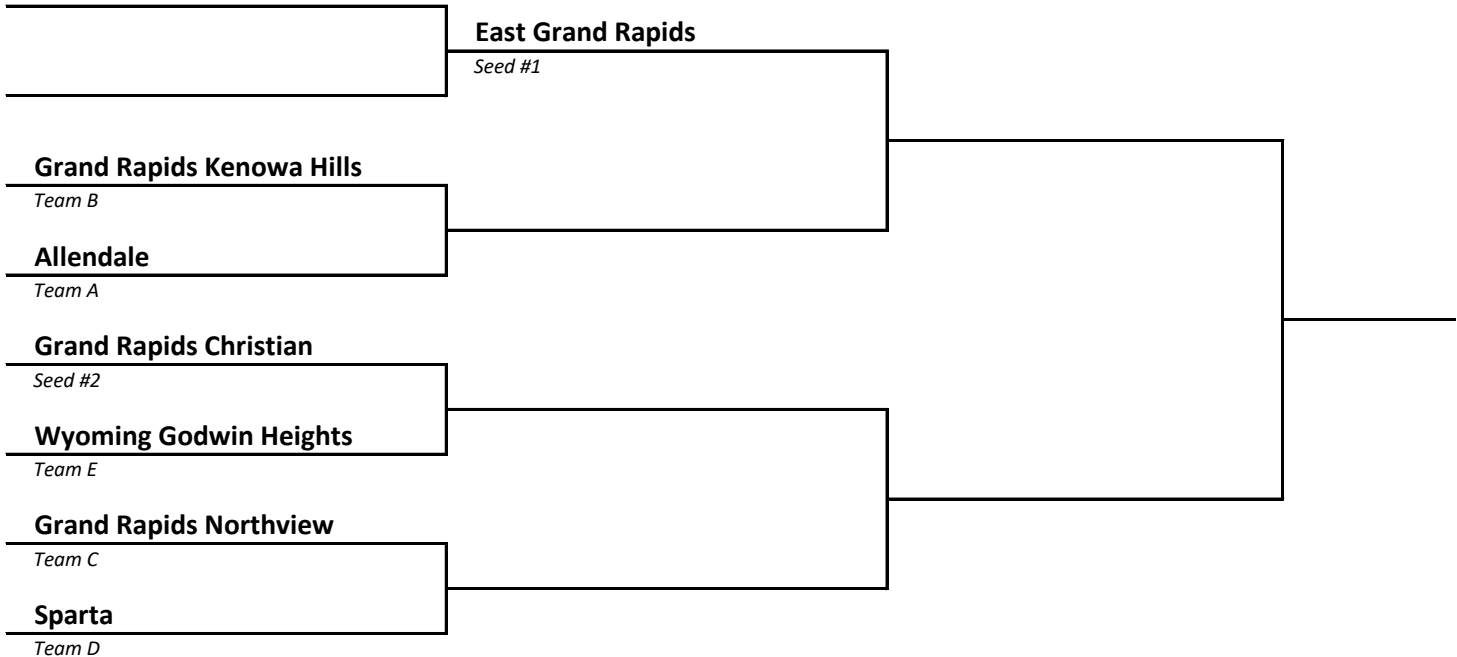 East Grand Rapids
Seed #1
Grand Rapids Kenowa Hills
Team B
Allendale
Team A
Grand Rapids Christian
Seed #2
Wyoming Godwin Heights
Team E
Grand Rapids Northview
Team C
Sparta
Team D